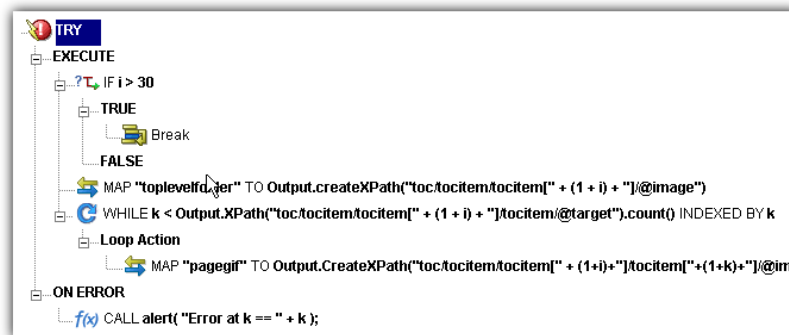 TRY
EXECUTE
IF i > 30
TRUE
Break
FALSE
MAP "toplevelfolder" TO Output.createXPath("toc/tocitem/tocitem[" + (1 + i) + "]/@image")
WHILE k < Output.XPath("toc/tocitem/tocitem[" + (1 + i) + "]/tocitem/@target").count() INDEXED BY k
Loop Action
MAP "pagegif" TO Output.CreateXPath("toc/tocitem/tocitem[" + (1+i)+"]/tocitem["+(1+k)+"]/@im
ON ERROR
f(x) CALL alert( "Error at k == " + k );